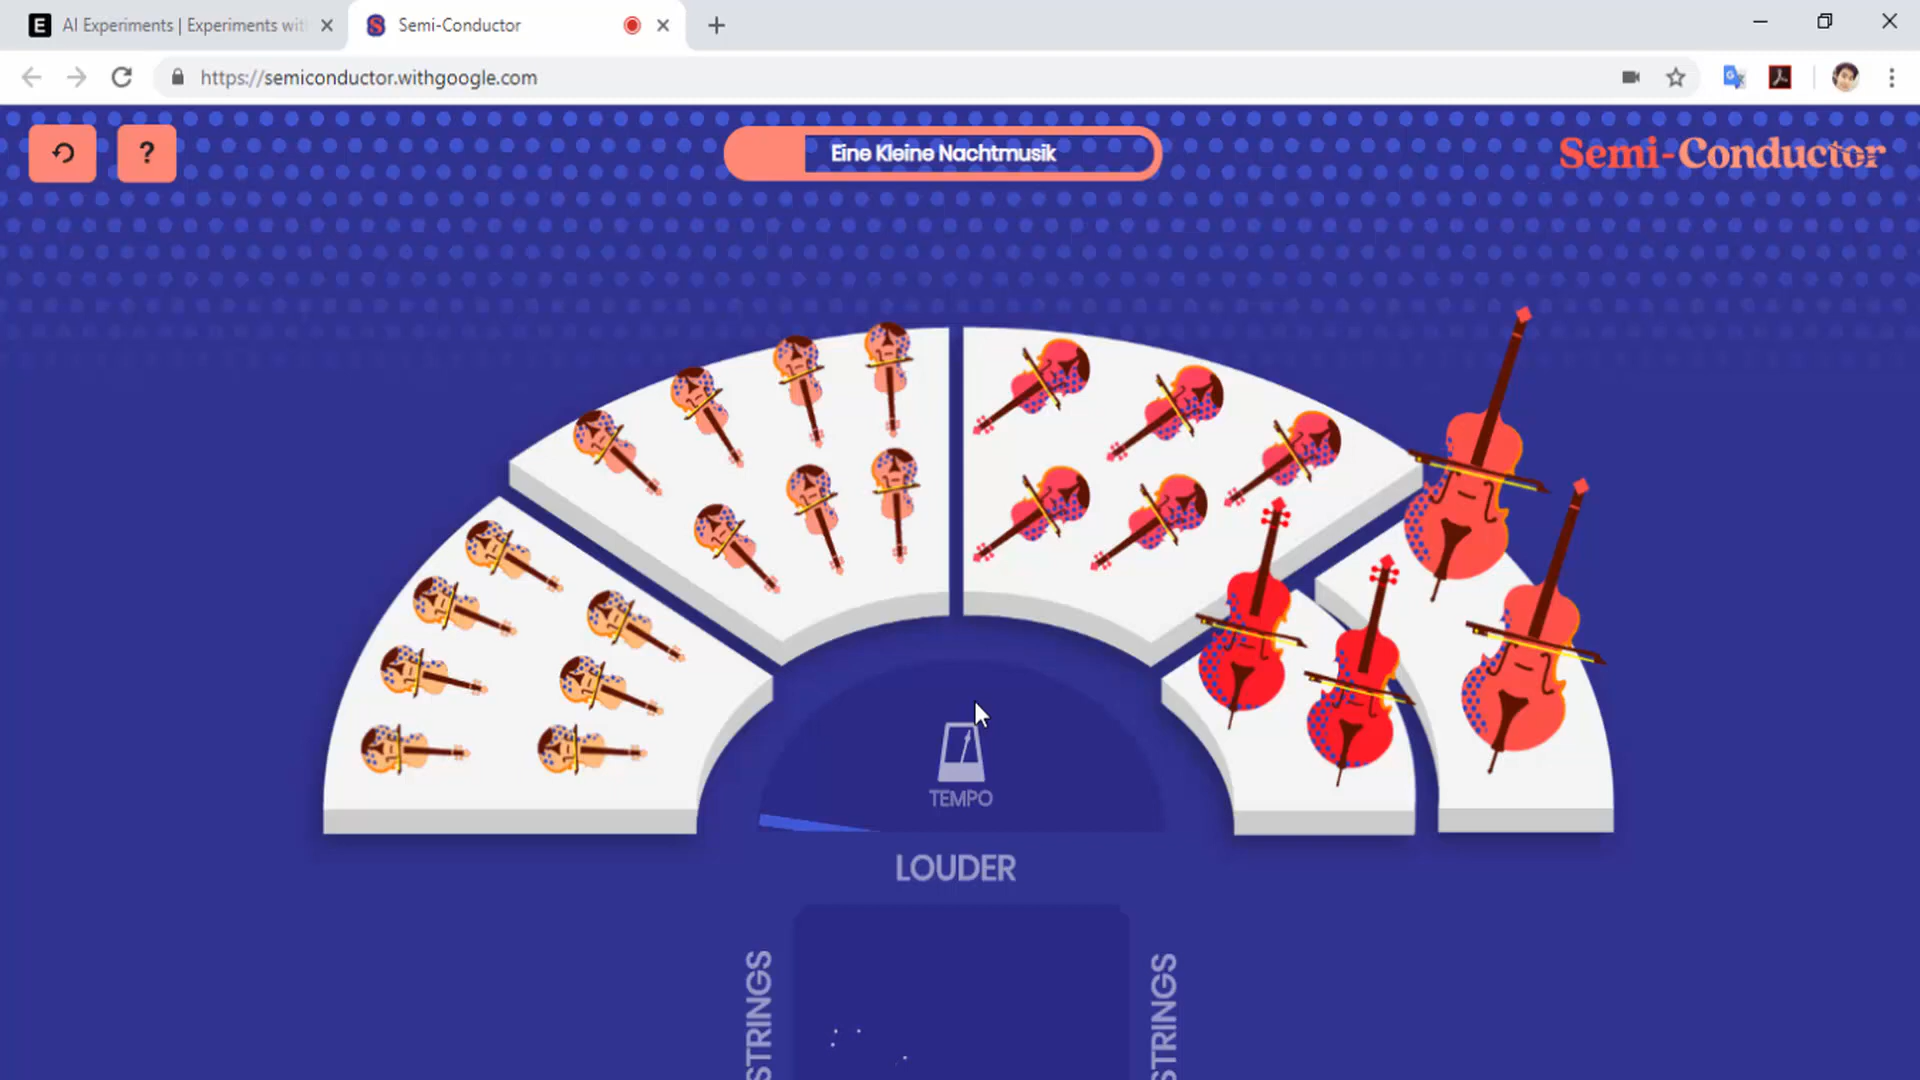 E
AI Experiments | Experiments wit
S
Semi-Conductor
https://semiconductor.withgoogle.com
?
Eine Kleine Nachtmusik
Semi-Conductor
TEMPO
LOUDER
STRINGS
STRINGS